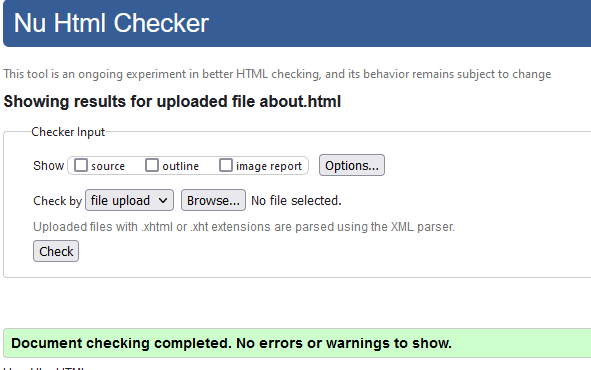 Nu Html Checker
This tool is an ongoing experiment in better HTML checking, and its behavior remains subject to change
Showing results for uploaded file about.html
Checker Input
Show source outline image report Options...
Check by file upload Browse... No file selected.
Uploaded files with .xhtml or .xht extensions are parsed using the XML parser.
Check
Document checking completed. No errors or warnings to show.